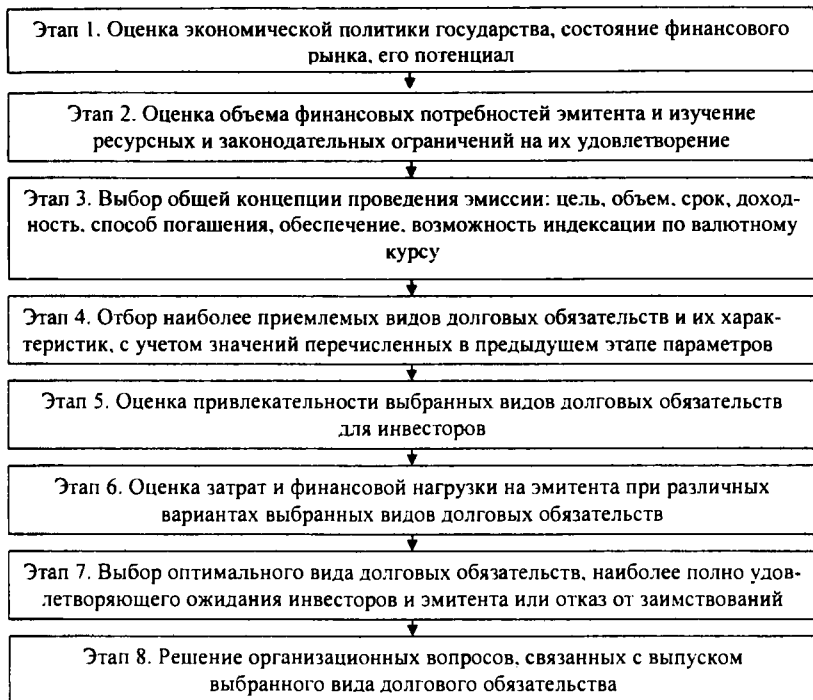 Этап 1. Оценка экономической политики государства, состояние финансового
рынка, его потенциал
Этап 2. Оценка объема финансовых потребностей эмитента и изучение
ресурсных и законодательных ограничений на их удовлетворение
Этап 3. Выбор общей концепции проведения эмиссии: цель, объем, срок, доход-
ность, способ погашения, обеспечение, возможность индексации по валютному
курсу
Этап 4. Отбор наиболее приемлемых видов долговых обязательств и их харак-
теристик, с учетом значений перечисленных в предыдущем этапе параметров
Этап 5. Оценка привлекательности выбранных видов долговых обязательств
для инвесторов
Этап 6. Оценка затрат и финансовой нагрузки на эмитента при различных
вариантах выбранных видов долговых обязательств
Этап 7. Выбор оптимального вида долговых обязательств, наиболее полно удов-
летворяющего ожидания инвесторов и эмитента или отказ от заимствований
Этап 8. Решение организационных вопросов, связанных с выпуском
выбранного вида долгового обязательства